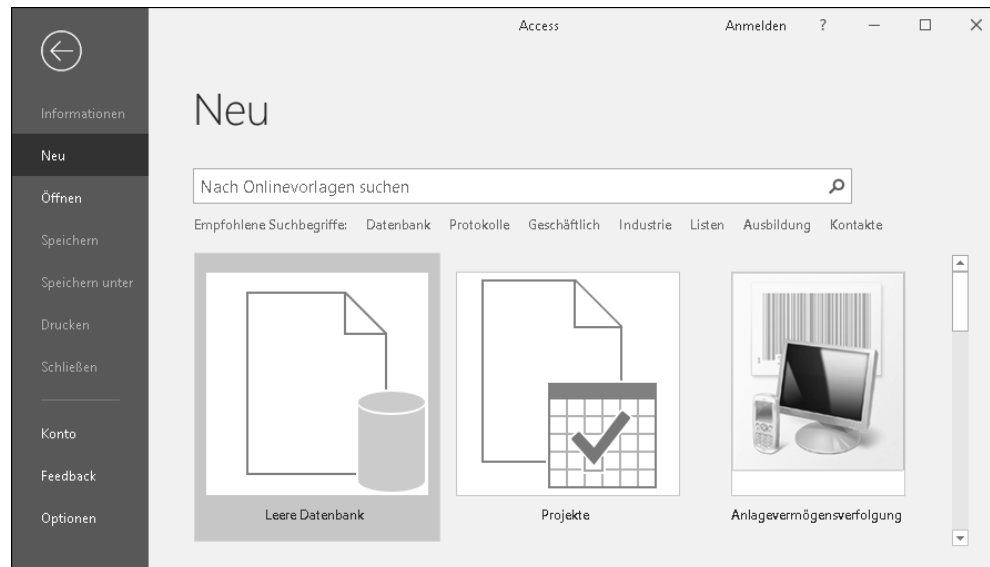 Access Anmelden ?
Informationen
Neu
Öffnen
Speichern
Speichern unter
Drucken
Schließen
Konto
Feedback
Optionen
Neu
Nach Onlinevorlagen suchen
Empfohlene Suchbegriffe: Datenbank Protokolle Geschäftlich Industrie Listen Ausbildung Kontakte
Leere Datenbank
Projekte
Anlagevermögensverfolgung